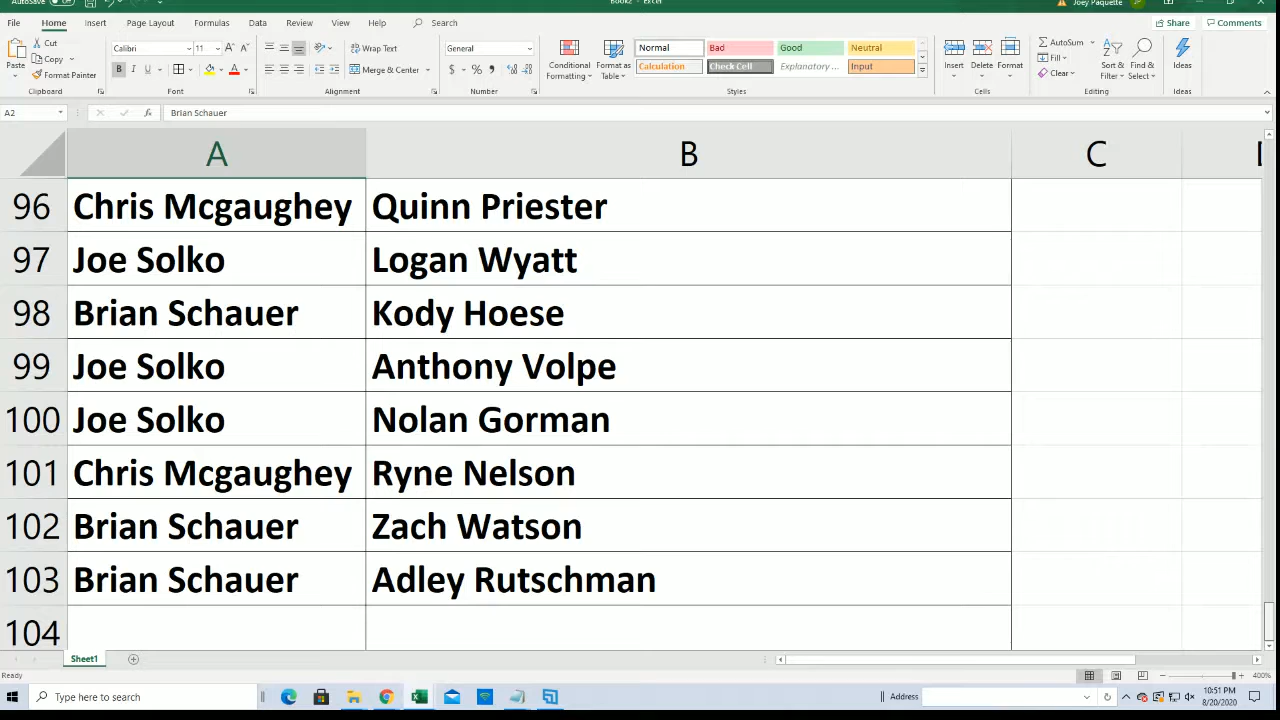 AutoSave
Book2 - Excel
Joey Paquette
File Home Insert Page Layout Formulas Data Review View Help Search Share Comments
Paste Cut Copy Format Painter Clipboard
Calibri 11 B I U Font
Wrap Text Merge & Center Alignment
General $ % , Number
Conditional Formatting Format as Table Normal Bad Good Neutral
Calculation Check Cell Explanatory ... Input Styles
Insert Delete Format Cells
AutoSum Fill Clear Sort & Filter Find & Select Editing
Ideas Ideas
A2 fx Brian Schauer
A B C
96 Chris Mcgaughey Quinn Priester
97 Joe Solko Logan Wyatt
98 Brian Schauer Kody Hoese
99 Joe Solko Anthony Volpe
100 Joe Solko Nolan Gorman
101 Chris Mcgaughey Ryne Nelson
102 Brian Schauer Zach Watson
103 Brian Schauer Adley Rutschman
104
Sheet1
Ready 400%
Type here to search Address 10:51 PM
8/20/2020